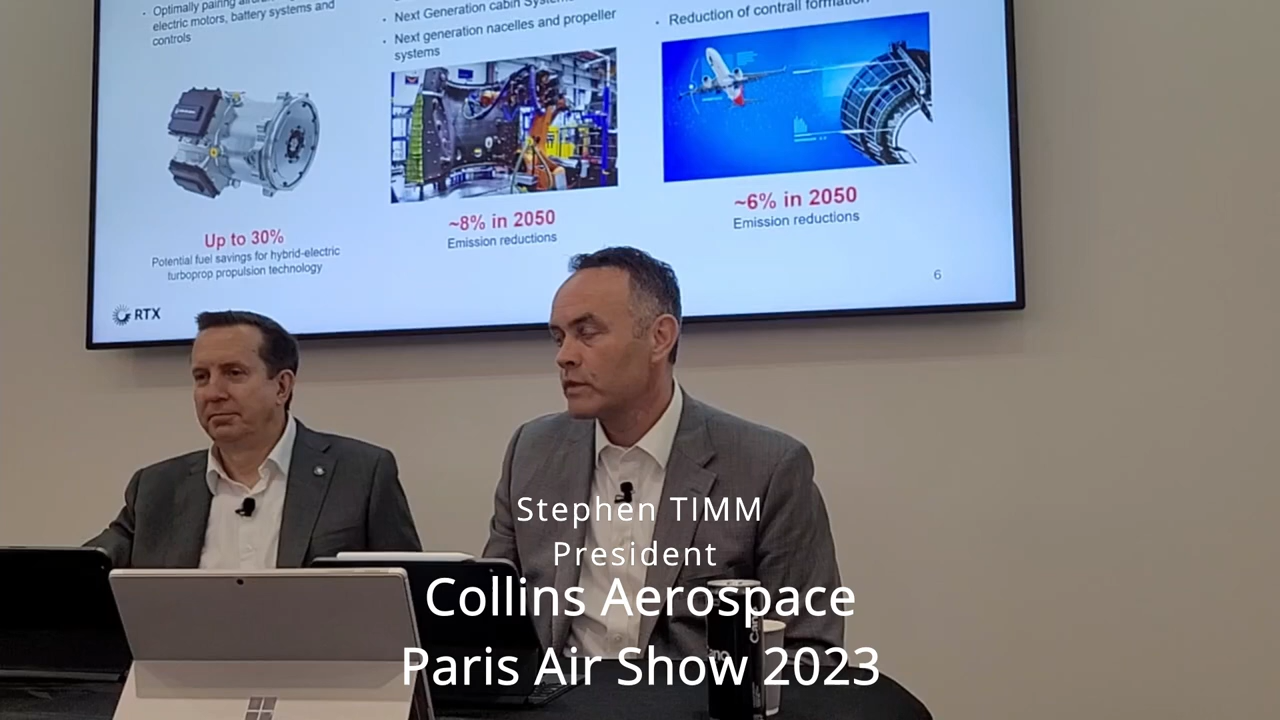 • Optimally pairing
electric motors, battery systems and
controls
Up to 30%
Potential fuel savings for hybrid-electric
turboprop propulsion technology
• Next Generation cabin Systems
• Next generation nacelles and propeller
systems
~8% in 2050
Emission reductions
• Reduction of contrail formation
~6% in 2050
Emission reductions
6
RTX
Stephen TIMM
President
Collins Aerospace
Paris Air Show 2023